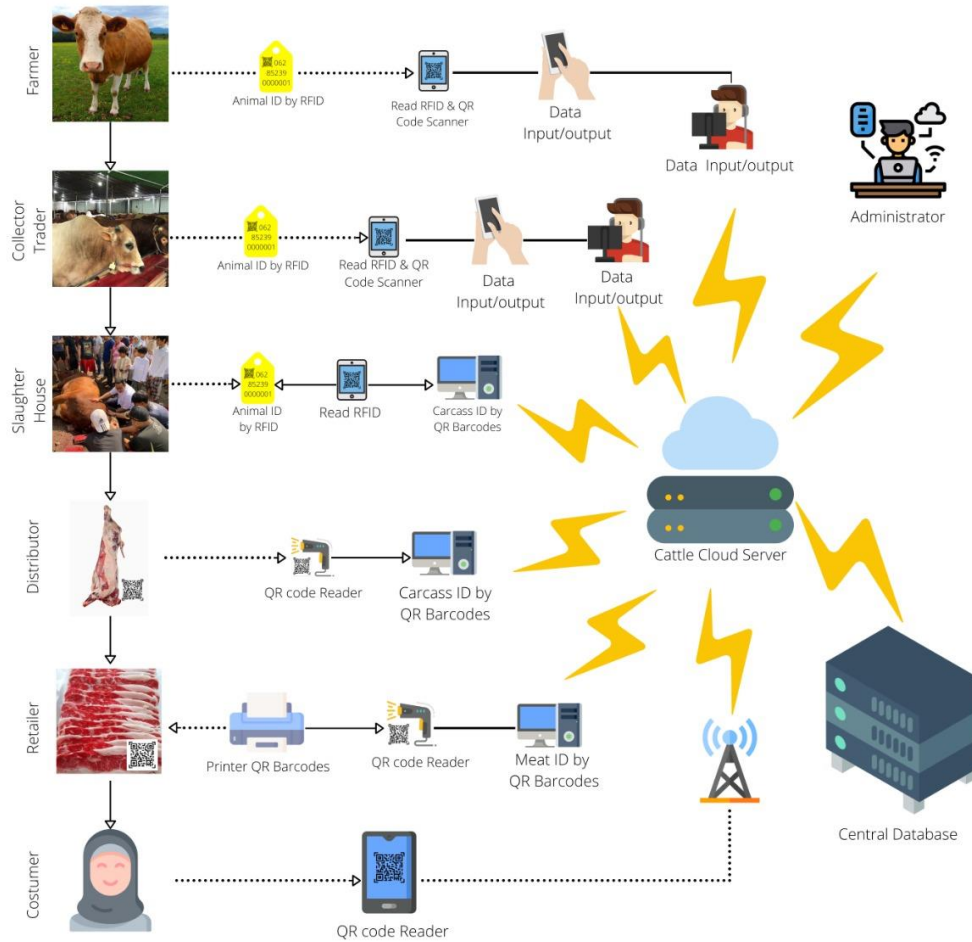 Farmer
062
85239
0000001
Animal ID by RFID
Read RFID & QR
Code Scanner
Data
Input/output
Data Input/output
Administrator
Collector
Trader
062
85239
0000001
Animal ID by RFID
Read RFID & QR
Code Scanner
Data
Input/output
Data
Input/output
Slaughter
House
062
85239
0000001
Animal ID
by RFID
Read RFID
Carcass ID by
QR Barcodes
Cattle Cloud Server
Distributor
QR code Reader
Carcass ID by
QR Barcodes
Retailer
Printer QR Barcodes
QR code Reader
Meat ID by
QR Barcodes
Central Database
Costumer
QR code Reader